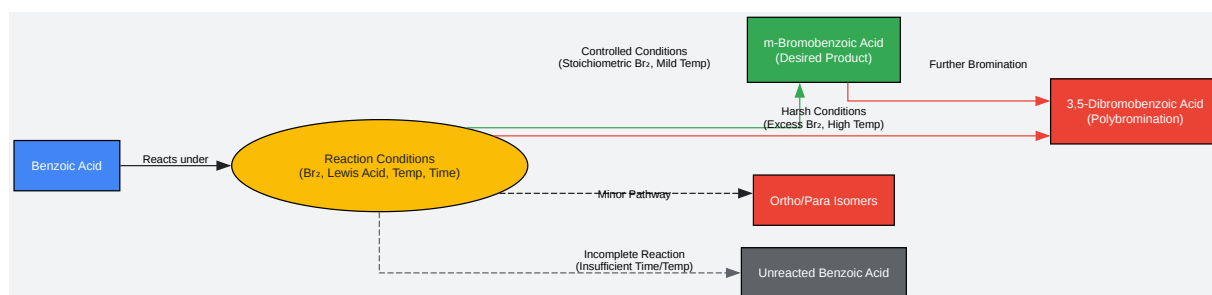 Controlled Conditions
(Stoichiometric Br₂, Mild Temp)
m-Bromobenzoic Acid
(Desired Product)
Further Bromination
3,5-Dibromobenzoic Acid
(Polybromination)
Harsh Conditions
(Excess Br₂, High Temp)
Benzoic Acid
Reacts under
Reaction Conditions
(Br₂, Lewis Acid, Temp, Time)
Minor Pathway
Ortho/Para Isomers
Incomplete Reaction
(Insufficient Time/Temp)
Unreacted Benzoic Acid